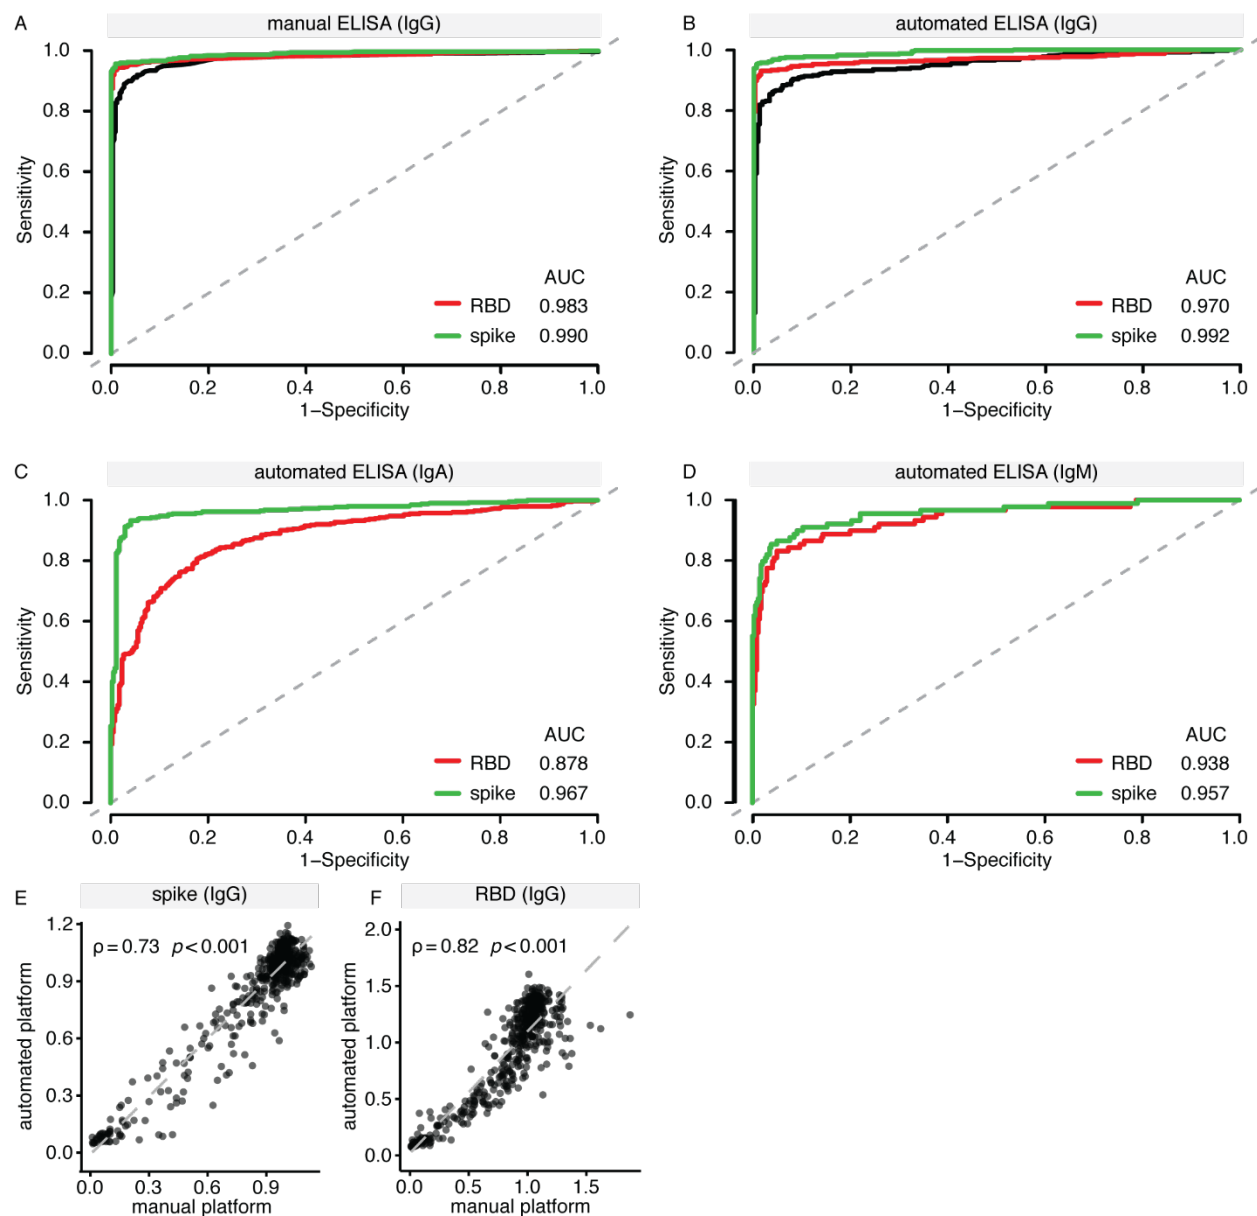 A
manual ELISA (IgG)
1.0
0.8
0.6
0.4
0.2
0.0
Sensitivity
AUC
RBD 0.983
spike 0.990
0.0 0.2 0.4 0.6 0.8 1.0
1–Specificity
B
automated ELISA (IgG)
1.0
0.8
0.6
0.4
0.2
0.0
Sensitivity
AUC
RBD 0.970
spike 0.992
0.0 0.2 0.4 0.6 0.8 1.0
1–Specificity
C
automated ELISA (IgA)
1.0
0.8
0.6
0.4
0.2
0.0
Sensitivity
AUC
RBD 0.878
spike 0.967
0.0 0.2 0.4 0.6 0.8 1.0
1–Specificity
D
automated ELISA (IgM)
1.0
0.8
0.6
0.4
0.2
0.0
Sensitivity
AUC
RBD 0.938
spike 0.957
0.0 0.2 0.4 0.6 0.8 1.0
1–Specificity
E
spike (IgG)
1.2
0.9
0.6
0.3
0.0
automated platform
ρ = 0.73 p < 0.001
0.0 0.3 0.6 0.9
manual platform
F
RBD (IgG)
2.0
1.5
1.0
0.5
0.0
automated platform
ρ = 0.82 p < 0.001
0.0 0.5 1.0 1.5
manual platform